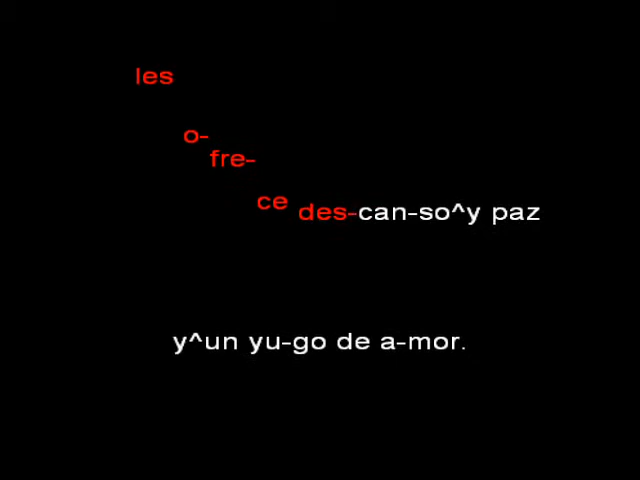 les
o-
fre-
ce des-can-so^y paz
y^un yu-go de a-mor.